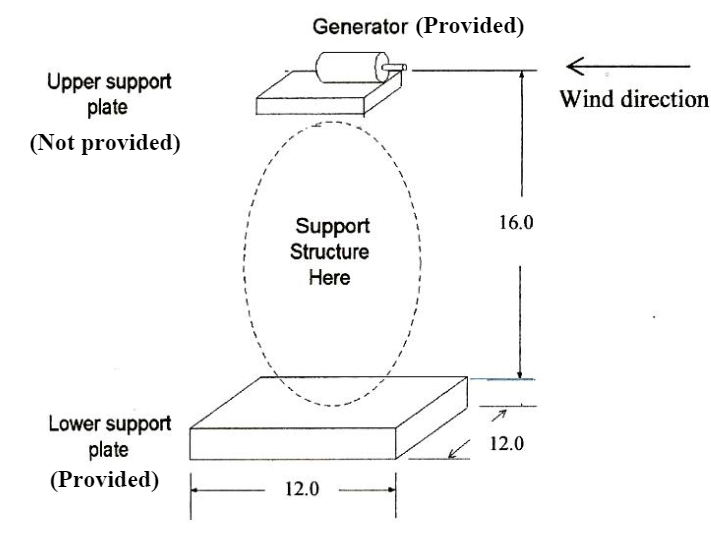 Generator (Provided)
Upper support
plate
(Not provided)
Wind direction
Support
Structure
Here
16.0
Lower support
plate
(Provided)
12.0
12.0